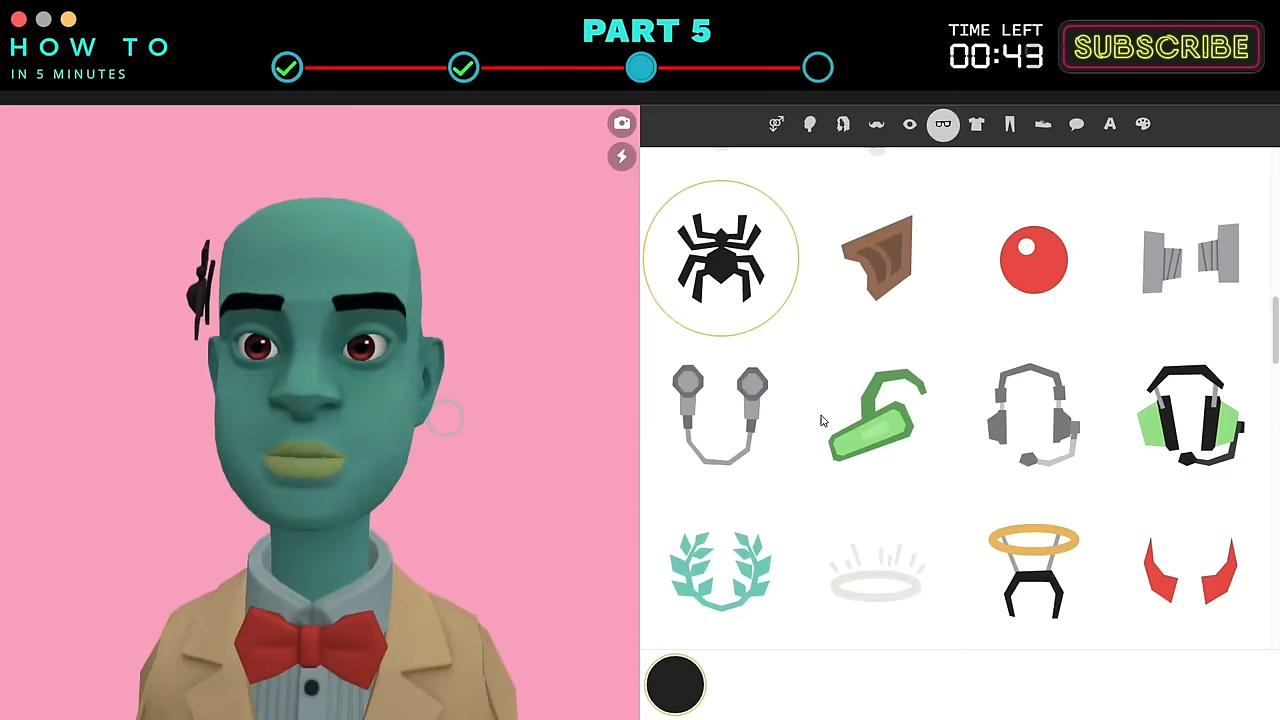 HOW TO
IN 5 MINUTES
PART 5
TIME LEFT
00:43
SUBSCRIBE
A